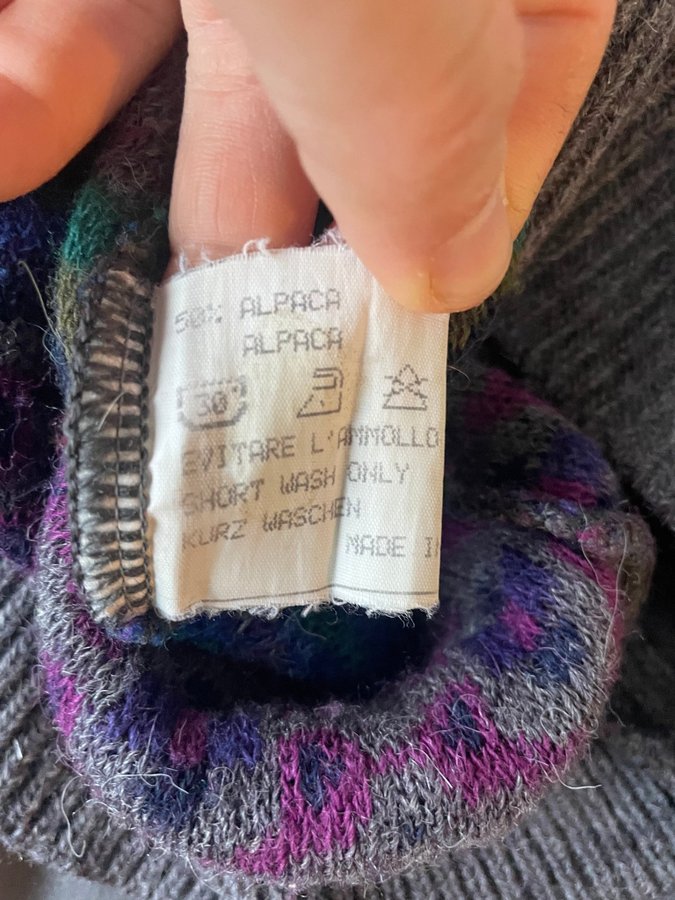 50% ALPACA
ALPACA
30°
EVITARE L'AMMOLLO
SHORT WASH ONLY
KURZ WASCHEN
MADE